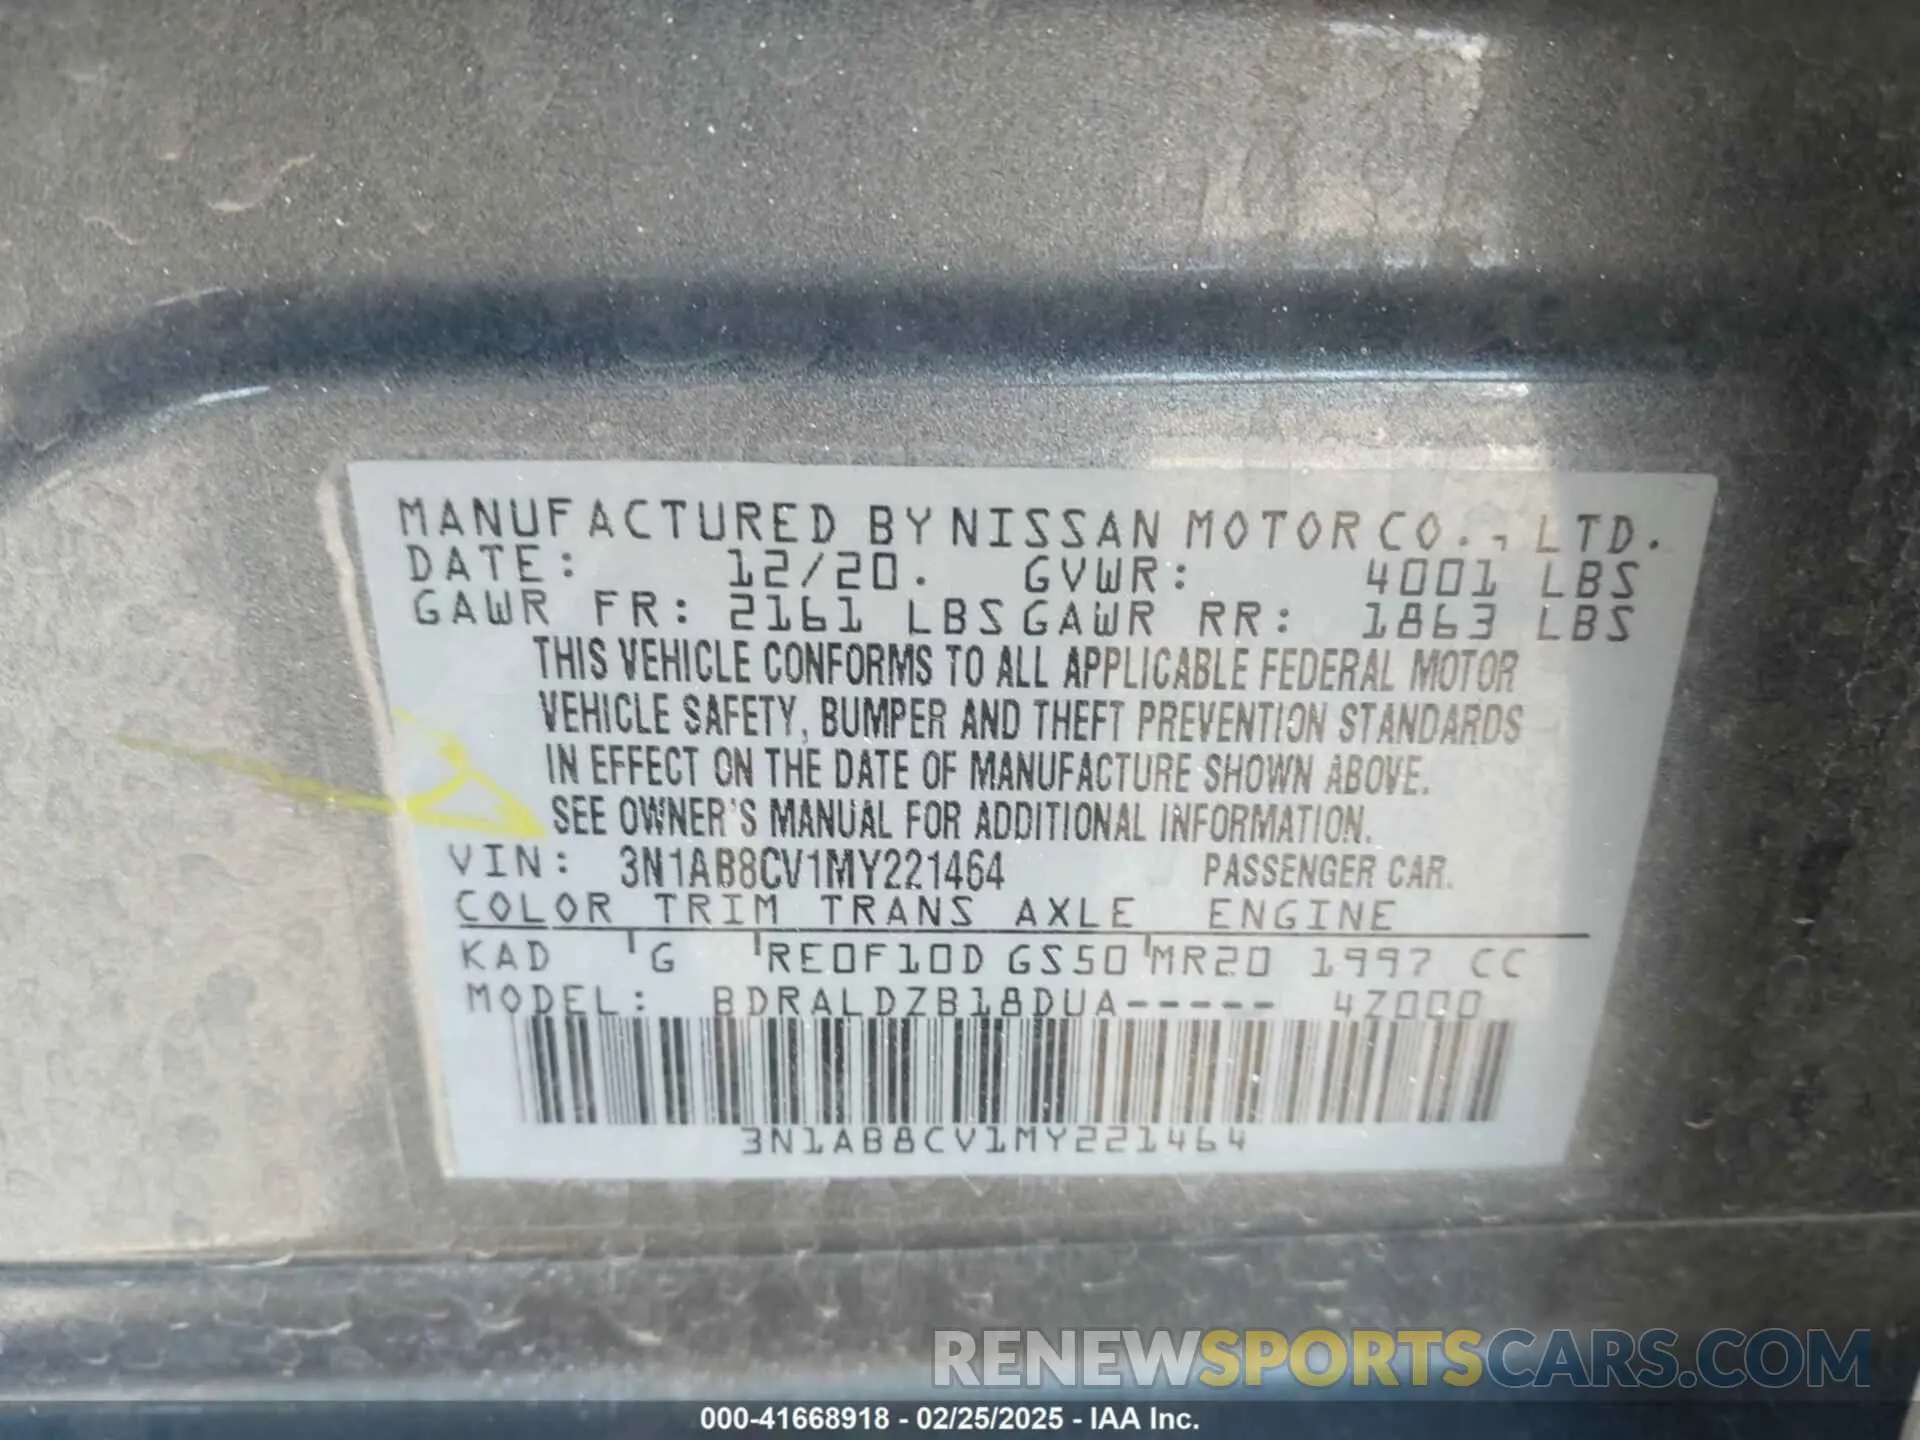 MANUFACTURED BY NISSAN MOTOR CO., LTD.
DATE: 12/20. GVWR: 4001 LBS
GAWR FR: 2161 LBS GAWR RR: 1863 LBS
THIS VEHICLE CONFORMS TO ALL APPLICABLE FEDERAL MOTOR
VEHICLE SAFETY, BUMPER AND THEFT PREVENTION STANDARDS
IN EFFECT ON THE DATE OF MANUFACTURE SHOWN ABOVE.
SEE OWNER'S MANUAL FOR ADDITIONAL INFORMATION.
VIN: 3N1AB8CV1MY221464 PASSENGER CAR.
COLOR TRIM TRANS AXLE ENGINE
KAD G RE0F10D GS50 MR20 1997 CC
MODEL: BDRALDZB18DUA----- 4Z000
3N1AB8CV1MY221464
RENEWSPORTSCARS.COM
000-41668918 - 02/25/2025 - IAA Inc.